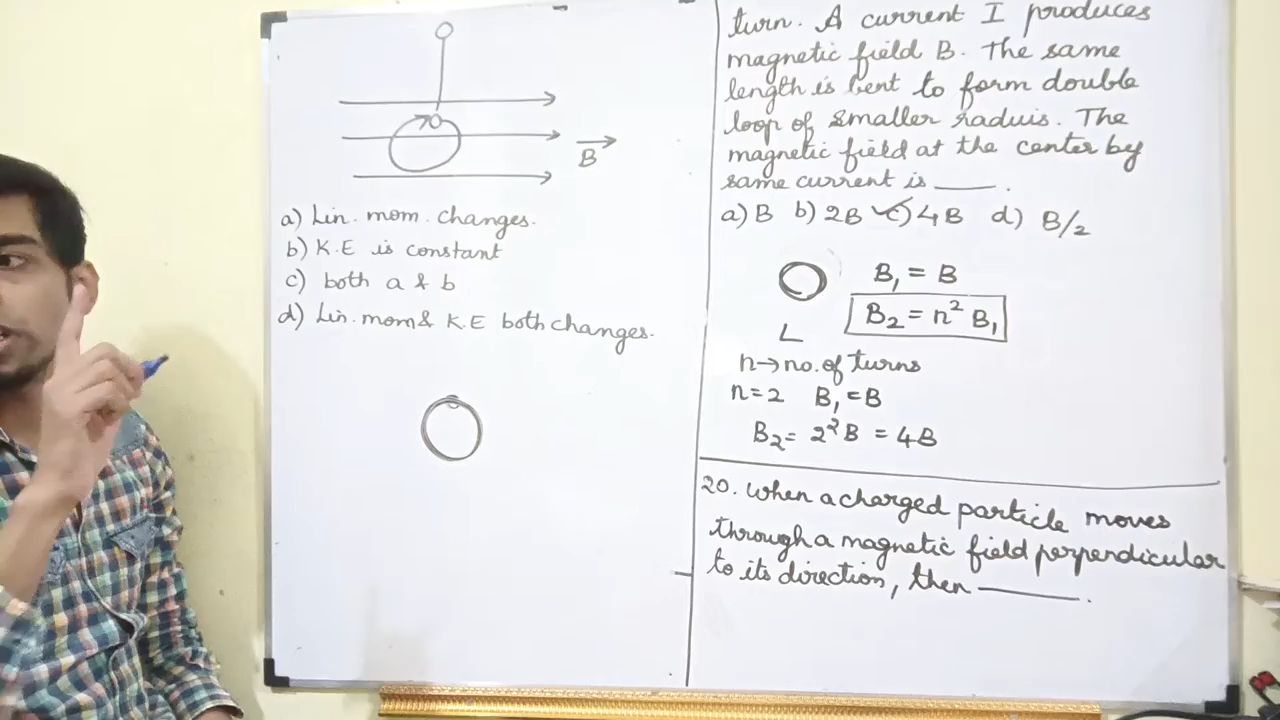 B
a) Lin. mom. changes.
b) K.E is constant
c) both a & b
d) Lin. mom & K.E both changes.
turn. A current I produces
magnetic field B. The same
length is bent to form double
loop of smaller raduis. The
magnetic field at the center by
same current is ____ .
a) B b) 2B c) 4B d) B/2
B₁ = B
B₂ = n² B₁
L
n → no. of turns
n = 2 B₁ = B
B₂ = 2² B = 4B
20. When a charged particle moves
through a magnetic field perpendicular
to its direction, then ______ .